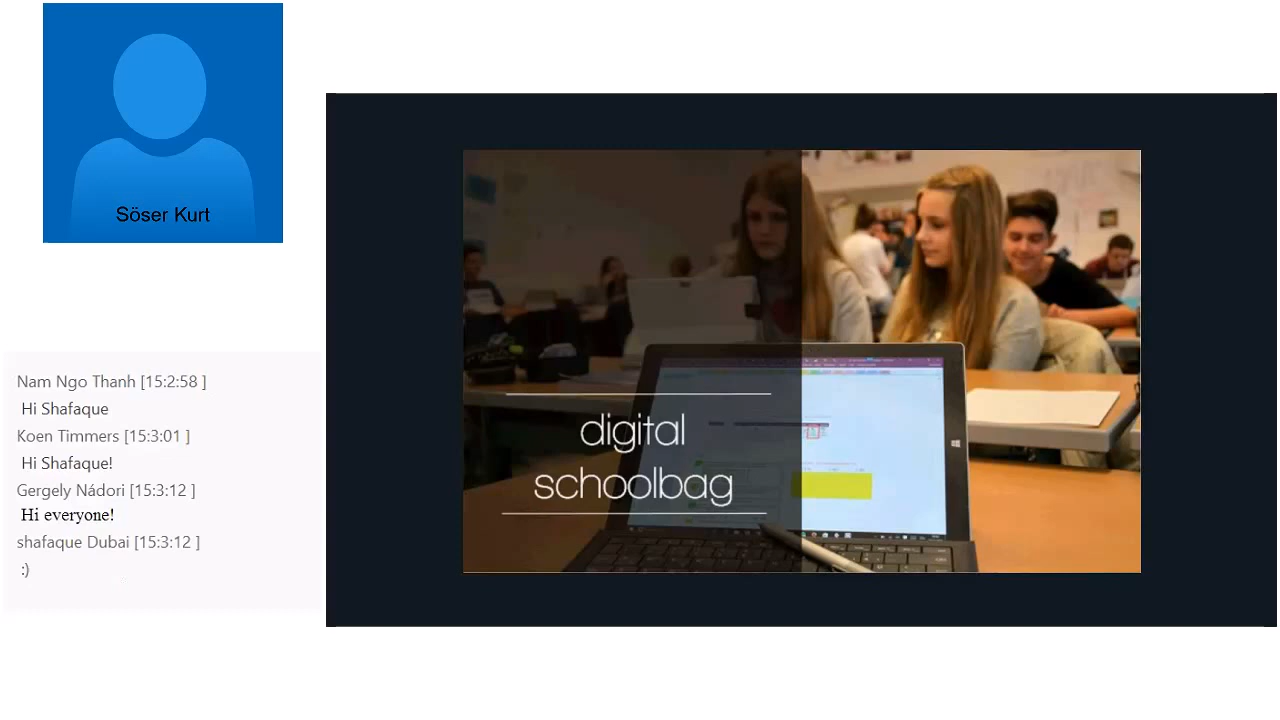 Söser Kurt
Nam Ngo Thanh [15:2:58 ]
Hi Shafaque
Koen Timmers [15:3:01 ]
Hi Shafaque!
Gergely Nádori [15:3:12 ]
Hi everyone!
shafaque Dubai [15:3:12 ]
:)
digital
schoolbag